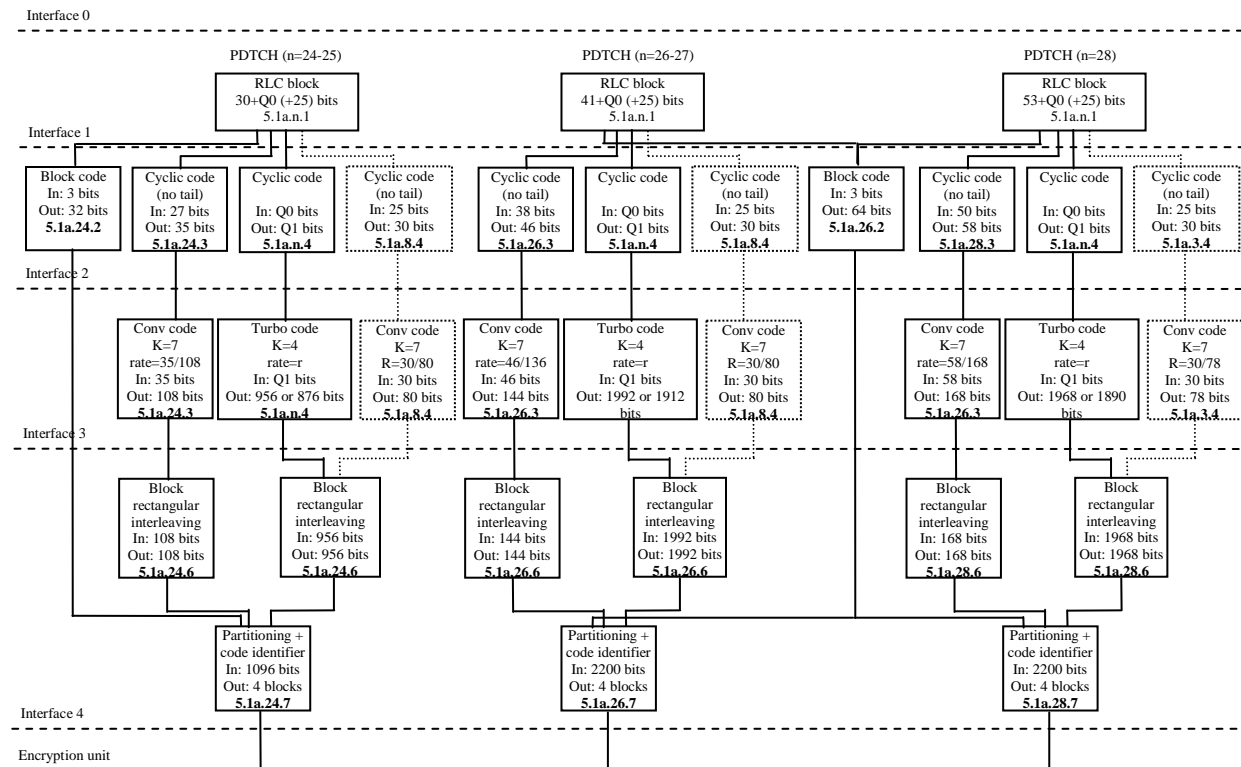 Interface 0
PDTCH (n=24-25)
PDTCH (n=26-27)
PDTCH (n=28)
RLC block
30+Q0 (+25) bits
5.1a.n.1
RLC block
41+Q0 (+25) bits
5.1a.n.1
RLC block
53+Q0 (+25) bits
5.1a.n.1
Interface 1
Block code
In: 3 bits
Out: 32 bits
5.1a.24.2
Cyclic code
(no tail)
In: 27 bits
Out: 35 bits
5.1a.24.3
Cyclic code
In: Q0 bits
Out: Q1 bits
5.1a.n.4
Cyclic code
(no tail)
In: 25 bits
Out: 30 bits
5.1a.8.4
Cyclic code
(no tail)
In: 38 bits
Out: 46 bits
5.1a.26.3
Cyclic code
In: Q0 bits
Out: Q1 bits
5.1a.n.4
Cyclic code
(no tail)
In: 25 bits
Out: 30 bits
5.1a.8.4
Block code
In: 3 bits
Out: 64 bits
5.1a.26.2
Cyclic code
(no tail)
In: 50 bits
Out: 58 bits
5.1a.28.3
Cyclic code
In: Q0 bits
Out: Q1 bits
5.1a.n.4
Cyclic code
(no tail)
In: 25 bits
Out: 30 bits
5.1a.3.4
Interface 2
Conv code
K=7
rate=35/108
In: 35 bits
Out: 108 bits
5.1a.24.3
Turbo code
K=4
rate=r
In: Q1 bits
Out: 956 or 876 bits
5.1a.n.4
Conv code
K=7
R=30/80
In: 30 bits
Out: 80 bits
5.1a.8.4
Conv code
K=7
rate=46/136
In: 46 bits
Out: 144 bits
5.1a.26.3
Turbo code
K=4
rate=r
In: Q1 bits
Out: 1992 or 1912
bits
Conv code
K=7
R=30/80
In: 30 bits
Out: 80 bits
5.1a.8.4
Conv code
K=7
rate=58/168
In: 58 bits
Out: 168 bits
5.1a.26.3
Turbo code
K=4
rate=r
In: Q1 bits
Out: 1968 or 1890
bits
Conv code
K=7
R=30/78
In: 30 bits
Out: 78 bits
5.1a.3.4
Interface 3
Block
rectangular
interleaving
In: 108 bits
Out: 108 bits
5.1a.24.6
Block
rectangular
interleaving
In: 956 bits
Out: 956 bits
5.1a.24.6
Block
rectangular
interleaving
In: 144 bits
Out: 144 bits
5.1a.26.6
Block
rectangular
interleaving
In: 1992 bits
Out: 1992 bits
5.1a.26.6
Block
rectangular
interleaving
In: 168 bits
Out: 168 bits
5.1a.28.6
Block
rectangular
interleaving
In: 1968 bits
Out: 1968 bits
5.1a.28.6
Partitioning +
code identifier
In: 1096 bits
Out: 4 blocks
5.1a.24.7
Partitioning +
code identifier
In: 2200 bits
Out: 4 blocks
5.1a.26.7
Partitioning +
code identifier
In: 2200 bits
Out: 4 blocks
5.1a.28.7
Interface 4
Encryption unit